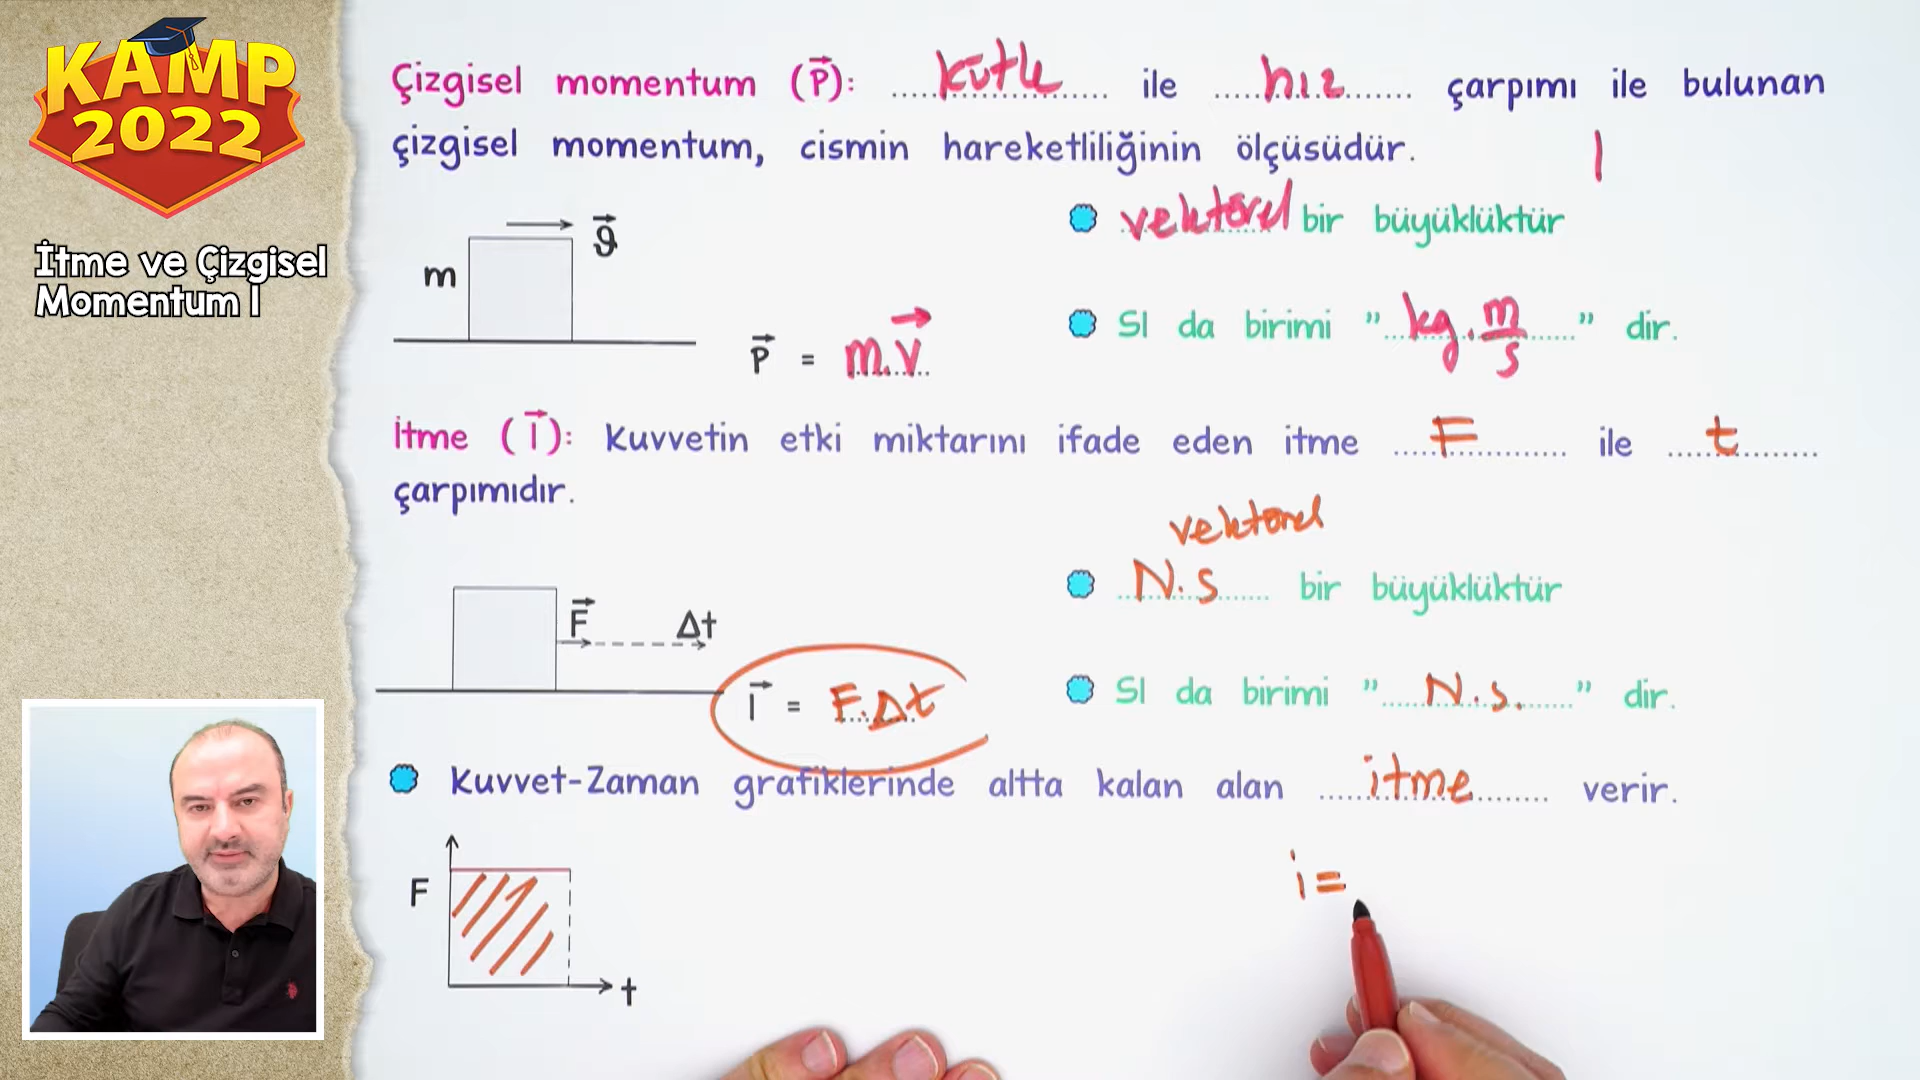 KAMP
2022
İtme ve Çizgisel
Momentum I
Çizgisel momentum (P): kütle ile hız çarpımı ile bulunan
çizgisel momentum, cismin hareketliliğinin ölçüsüdür.
vektörel bir büyüklüktür
m
ϑ
SI da birimi "kg.m/s" dir.
P = m.V
İtme (I): Kuvvetin etki miktarını ifade eden itme F ile t
çarpımıdır.
vektörel
N.s bir büyüklüktür
F Δt
I = F.Δt
SI da birimi "N.s." dir.
Kuvvet-Zaman grafiklerinde altta kalan alan itme verir.
F
t
i =